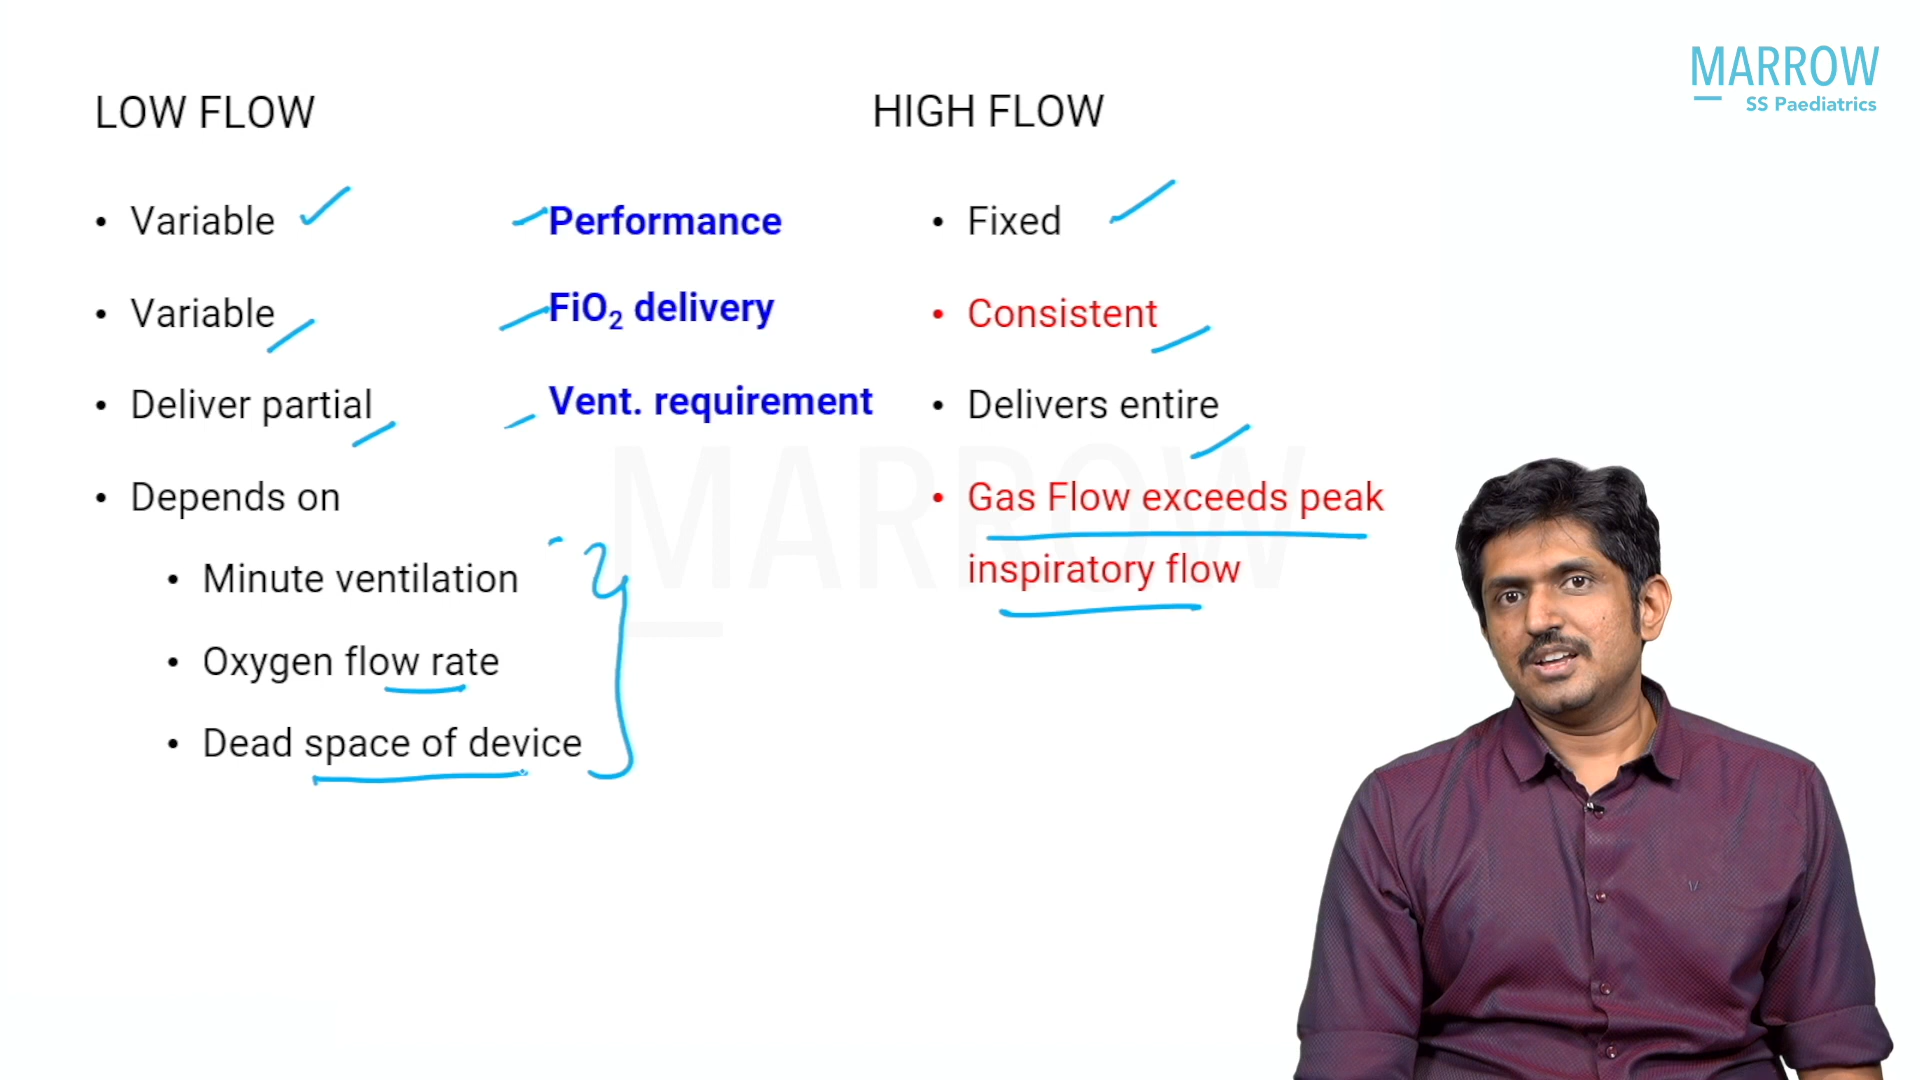 MARROW
SS Paediatrics
LOW FLOW
HIGH FLOW
• Variable
Performance
• Fixed
• Variable
FiO₂ delivery
• Consistent
• Deliver partial
Vent. requirement
• Delivers entire
• Depends on
• Minute ventilation
• Oxygen flow rate
• Dead space of device
• Gas Flow exceeds peak
inspiratory flow
MARROW